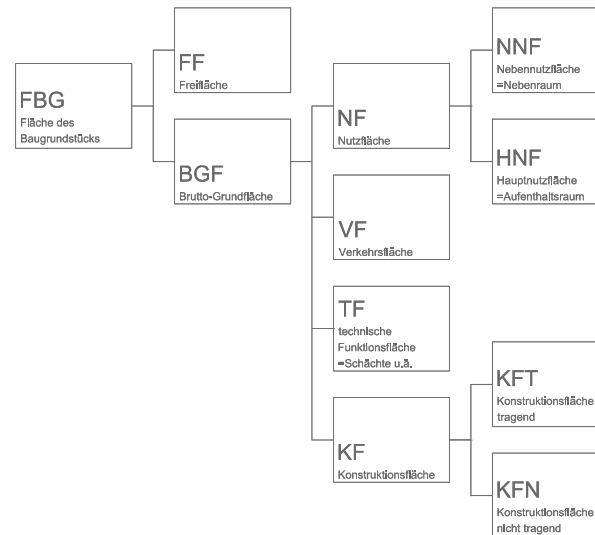 FBG
Fläche des
Baugrundstücks
FF
Freifläche
BGF
Brutto-Grundfläche
NF
Nutzfläche
VF
Verkehrsfläche
TF
technische
Funktionsfläche
=Schächte u.ä.
KF
Konstruktionsfläche
NNF
Nebennutzfläche
=Nebenraum
HNF
Hauptnutzfläche
=Aufenthaltsraum
KFT
Konstruktionsfläche
tragend
KFN
Konstruktionsfläche
nicht tragend